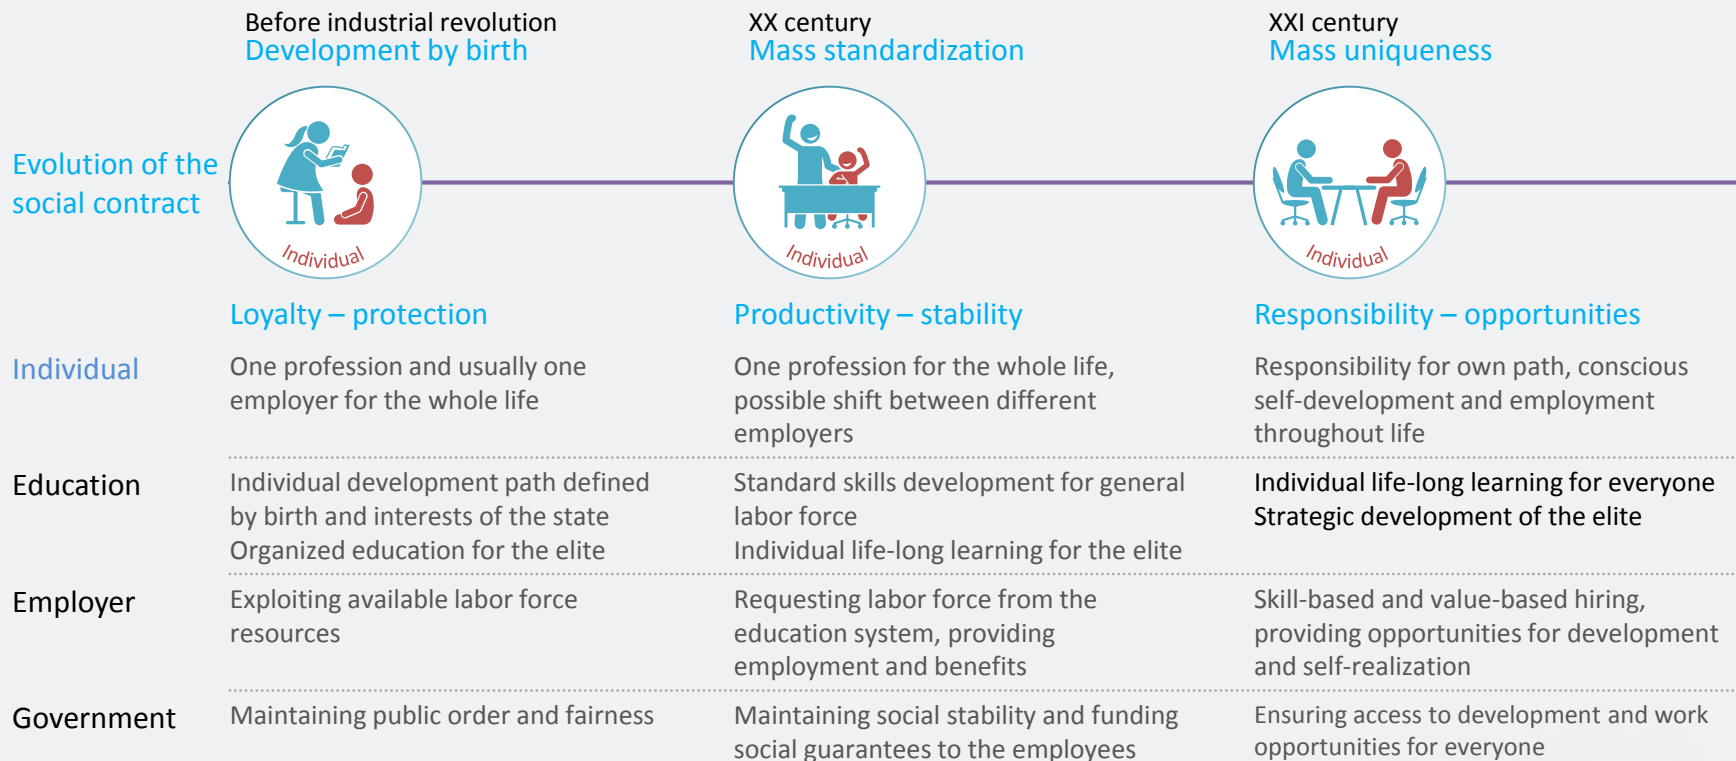 Before industrial revolution
Development by birth
XX century
Mass standardization
XXI century
Mass uniqueness
Evolution of the
social contract
Individual
Individual
Individual
Loyalty – protection
Productivity – stability
Responsibility – opportunities
Individual
One profession and usually one
employer for the whole life
One profession for the whole life,
possible shift between different
employers
Responsibility for own path, conscious
self-development and employment
throughout life
Education
Individual development path defined
by birth and interests of the state
Organized education for the elite
Standard skills development for general
labor force
Individual life-long learning for the elite
Individual life-long learning for everyone
Strategic development of the elite
Employer
Exploiting available labor force
resources
Requesting labor force from the
education system, providing
employment and benefits
Skill-based and value-based hiring,
providing opportunities for development
and self-realization
Government
Maintaining public order and fairness
Maintaining social stability and funding
social guarantees to the employees
Ensuring access to development and work
opportunities for everyone